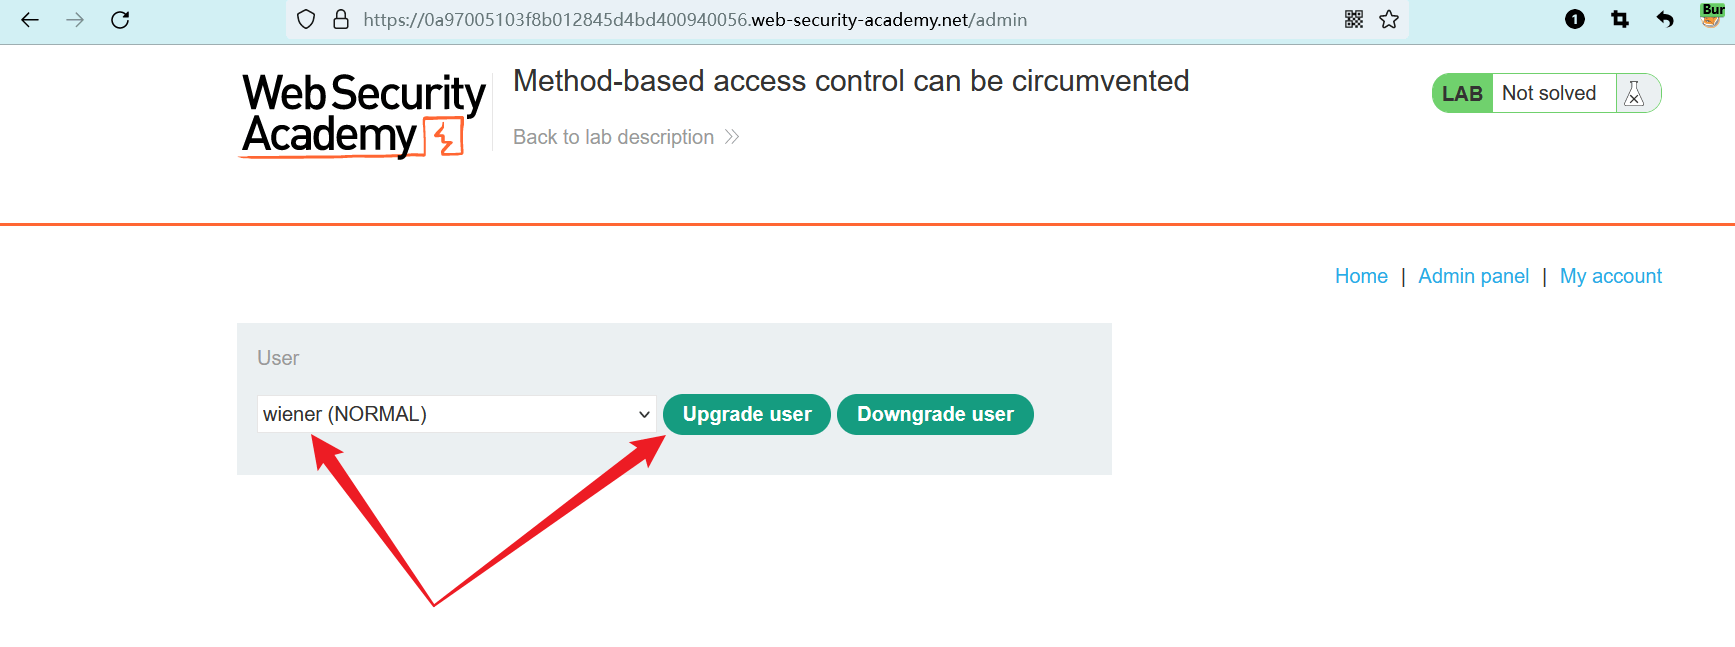 https://0a97005103f8b012845d4bd400940056.web-security-academy.net/admin
1
Bur
Web Security
Academy
Method-based access control can be circumvented
Back to lab description
LAB Not solved
Home | Admin panel | My account
User
wiener (NORMAL) Upgrade user Downgrade user